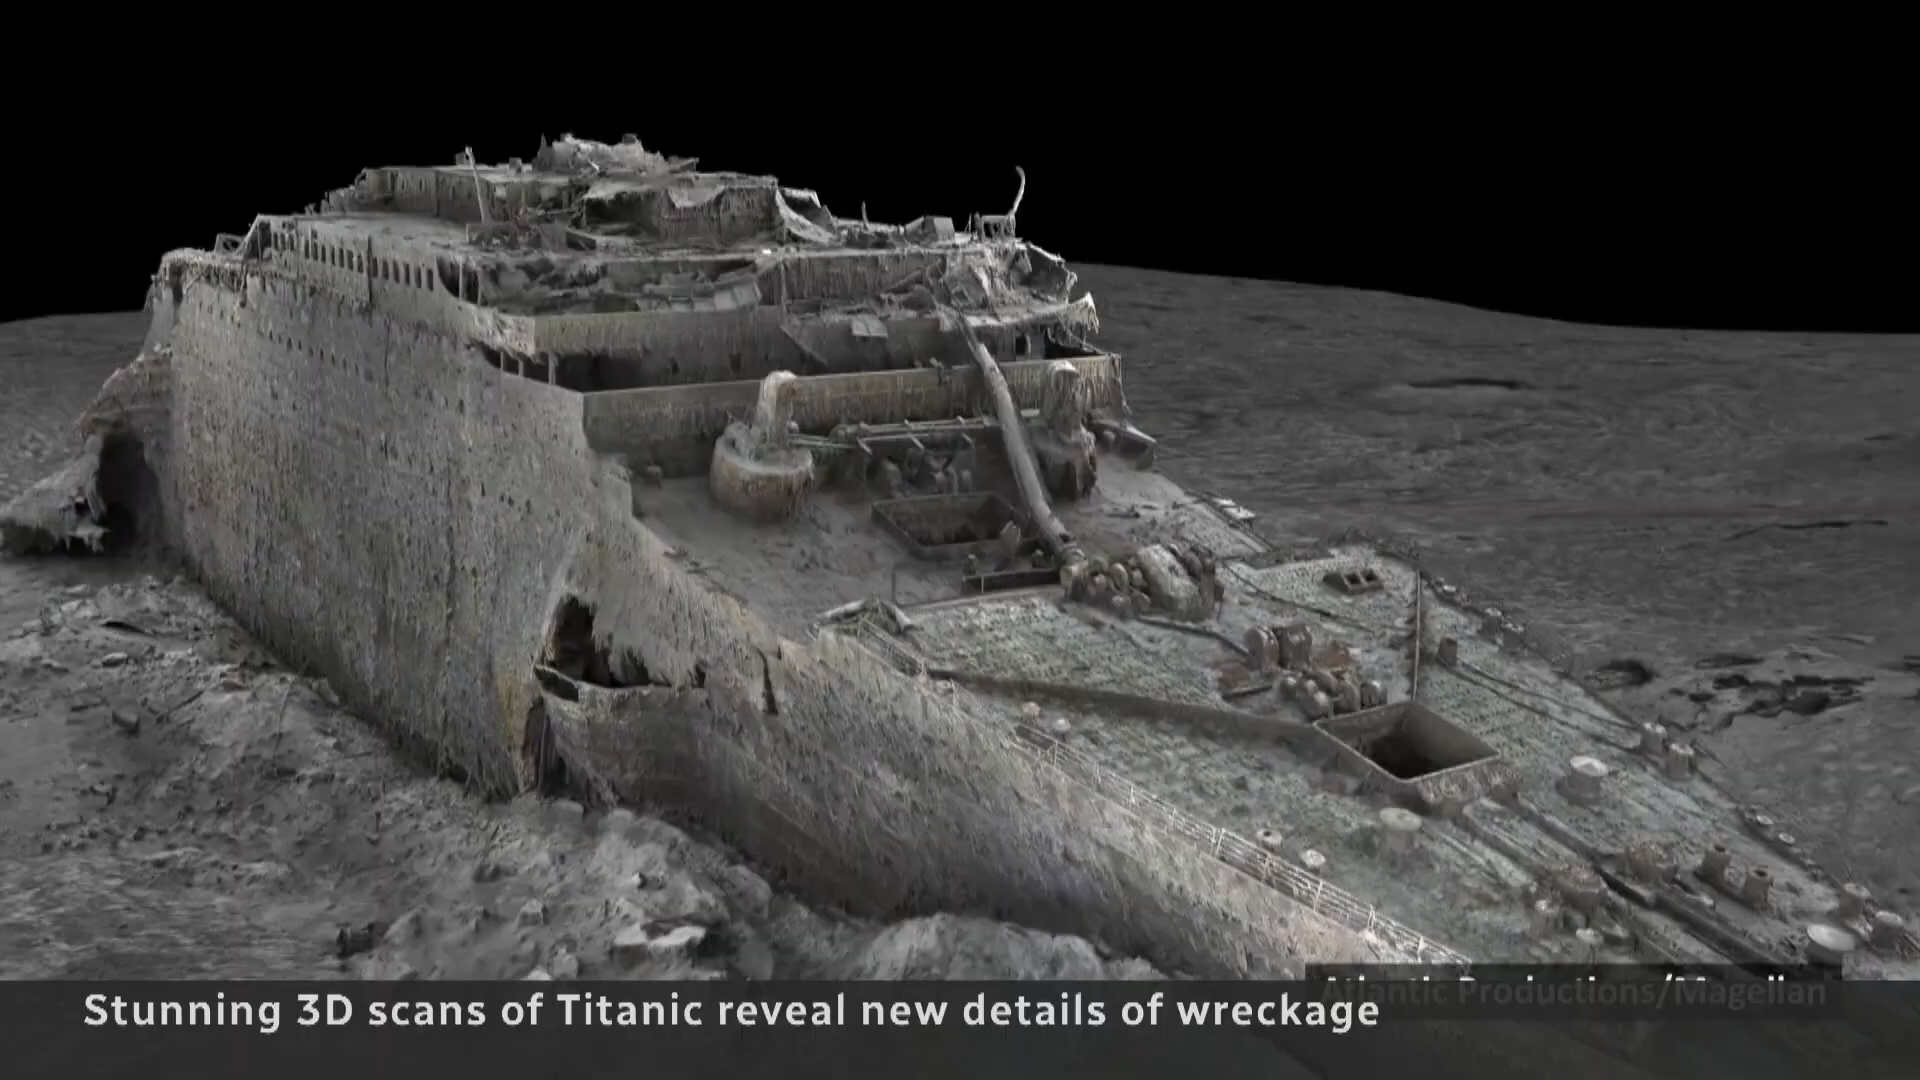 Atlantic Productions/Magellan
Stunning 3D scans of Titanic reveal new details of wreckage